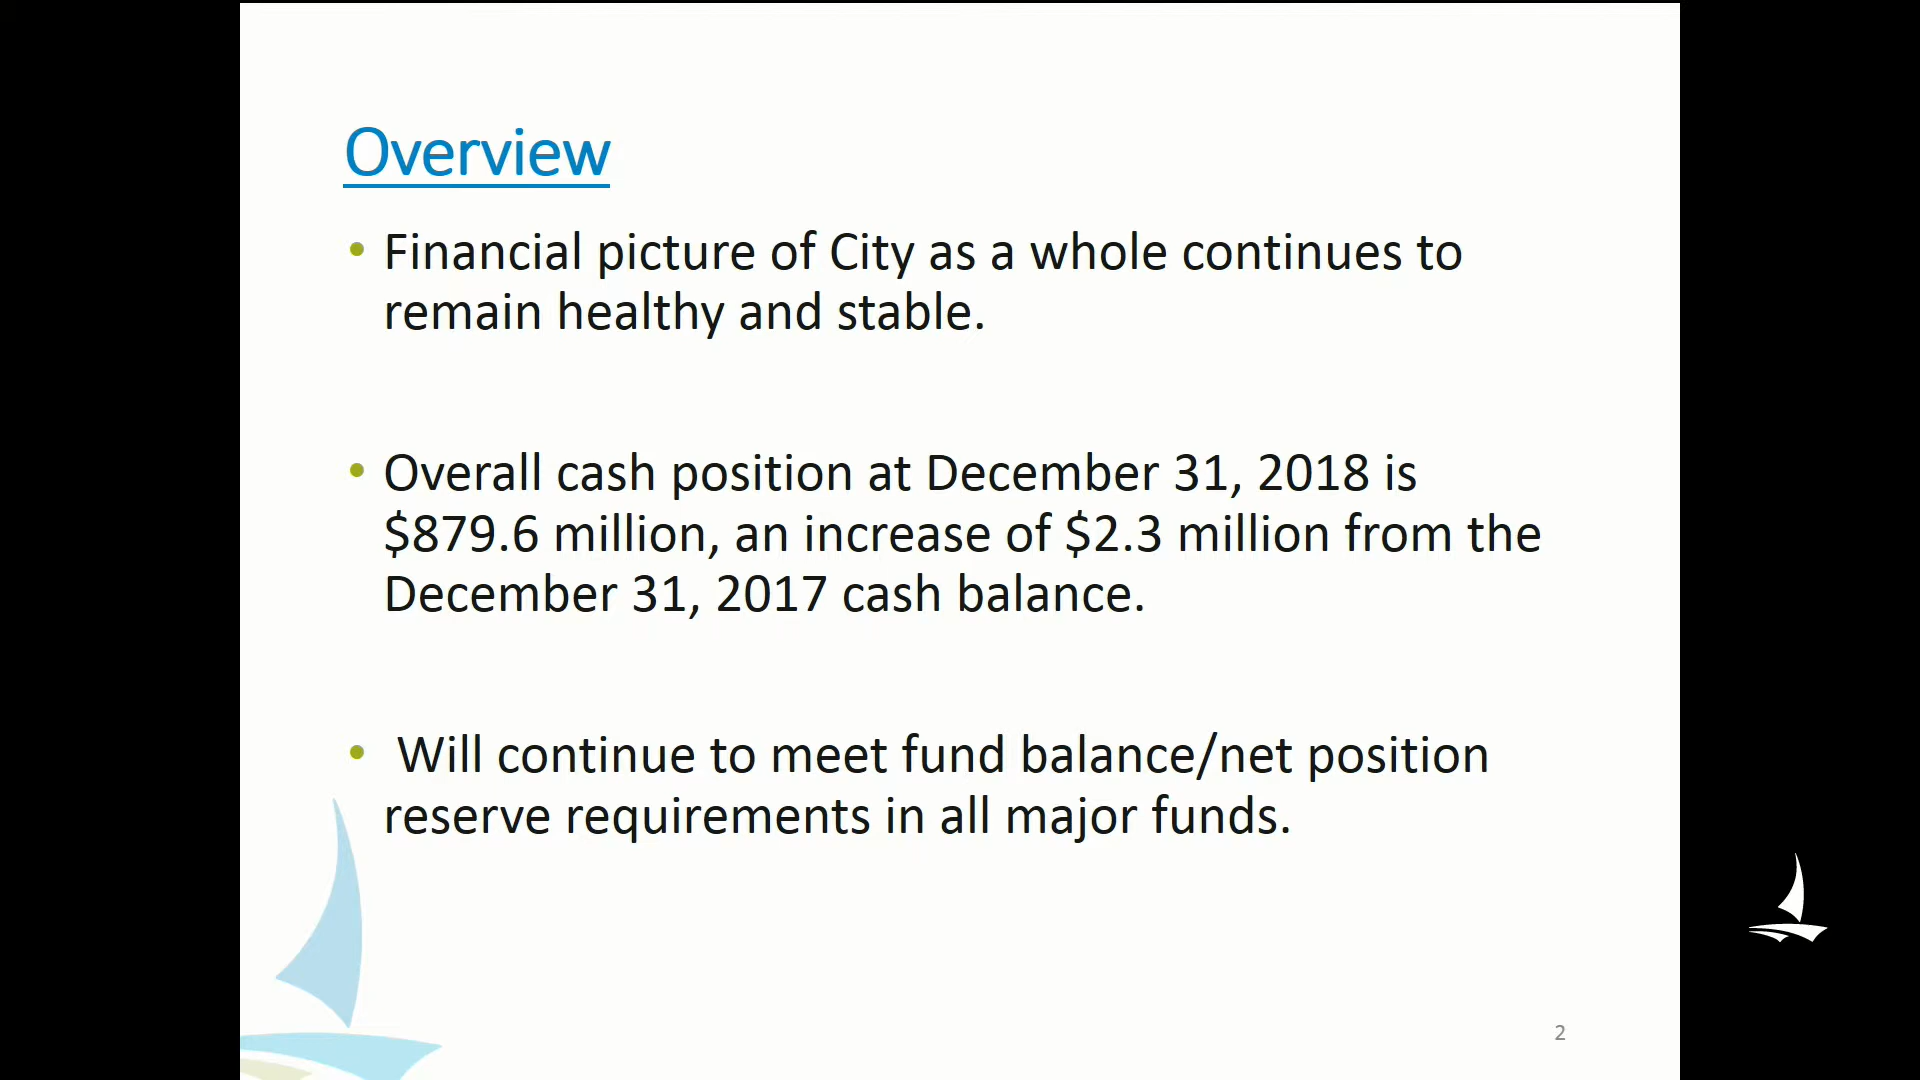 Overview
• Financial picture of City as a whole continues to
remain healthy and stable.
• Overall cash position at December 31, 2018 is
$879.6 million, an increase of $2.3 million from the
December 31, 2017 cash balance.
• Will continue to meet fund balance/net position
reserve requirements in all major funds.
2